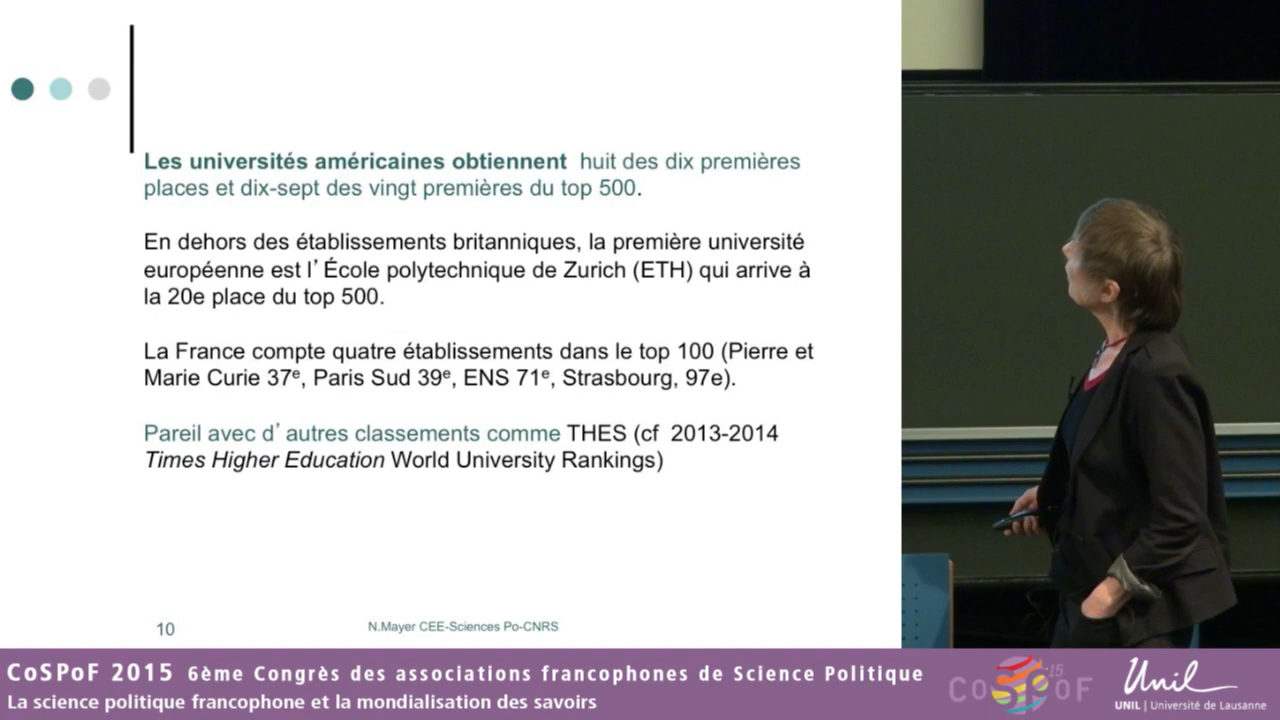 Les universités américaines obtiennent huit des dix premières
places et dix-sept des vingt premières du top 500.
En dehors des établissements britanniques, la première université
européenne est l’École polytechnique de Zurich (ETH) qui arrive à
la 20e place du top 500.
La France compte quatre établissements dans le top 100 (Pierre et
Marie Curie 37e, Paris Sud 39e, ENS 71e, Strasbourg, 97e).
Pareil avec d’autres classements comme THES (cf 2013-2014
Times Higher Education World University Rankings)
10
N.Mayer CEE-Sciences Po-CNRS
CoSPoF 2015 6ème Congrès des associations francophones de Science Politique
La science politique francophone et la mondialisation des savoirs
CoSPoF '15
Unil
UNIL | Université de Lausanne